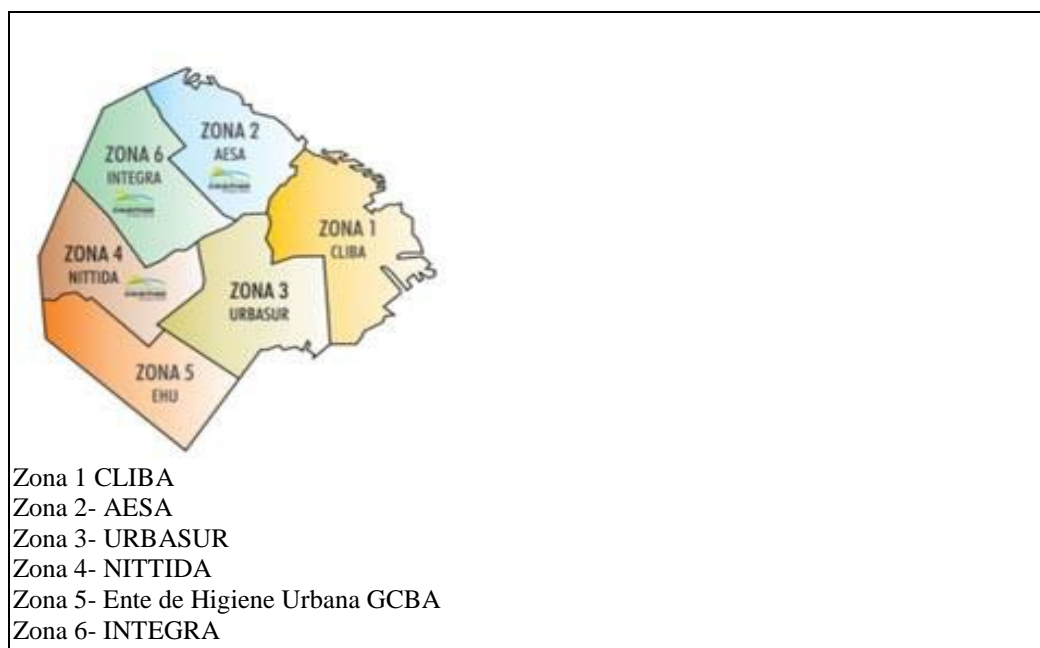 ZONA 2
AESA
ZONA 6
INTEGRA
ZONA 1
CLIBA
ZONA 4
NITTIDA
ZONA 3
URBASUR
ZONA 5
EHU
Zona 1 CLIBA
Zona 2- AESA
Zona 3- URBASUR
Zona 4- NITTIDA
Zona 5- Ente de Higiene Urbana GCBA
Zona 6- INTEGRA